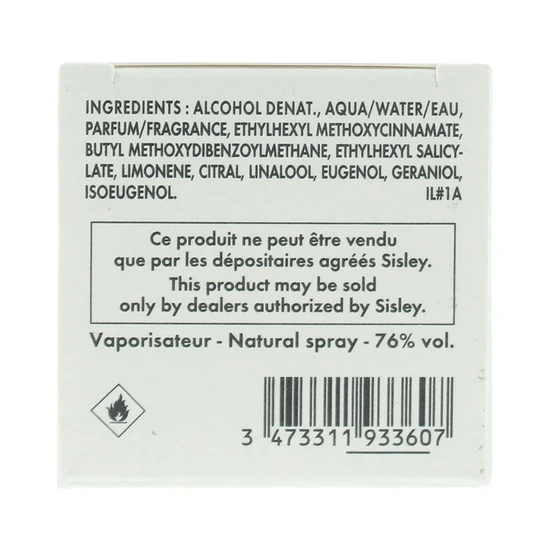 INGREDIENTS : ALCOHOL DENAT., AQUA/WATER/EAU,
PARFUM/FRAGRANCE, ETHYLHEXYL METHOXYCINNAMATE,
BUTYL METHOXYDIBENZOYLMETHANE, ETHYLHEXYL SALICY-
LATE, LIMONENE, CITRAL, LINALOOL, EUGENOL, GERANIOL,
ISOEUGENOL. IL#1A
Ce produit ne peut être vendu
que par les dépositaires agréés Sisley.
This product may be sold
only by dealers authorized by Sisley.
Vaporisateur - Natural spray - 76% vol.
3 473311 933607